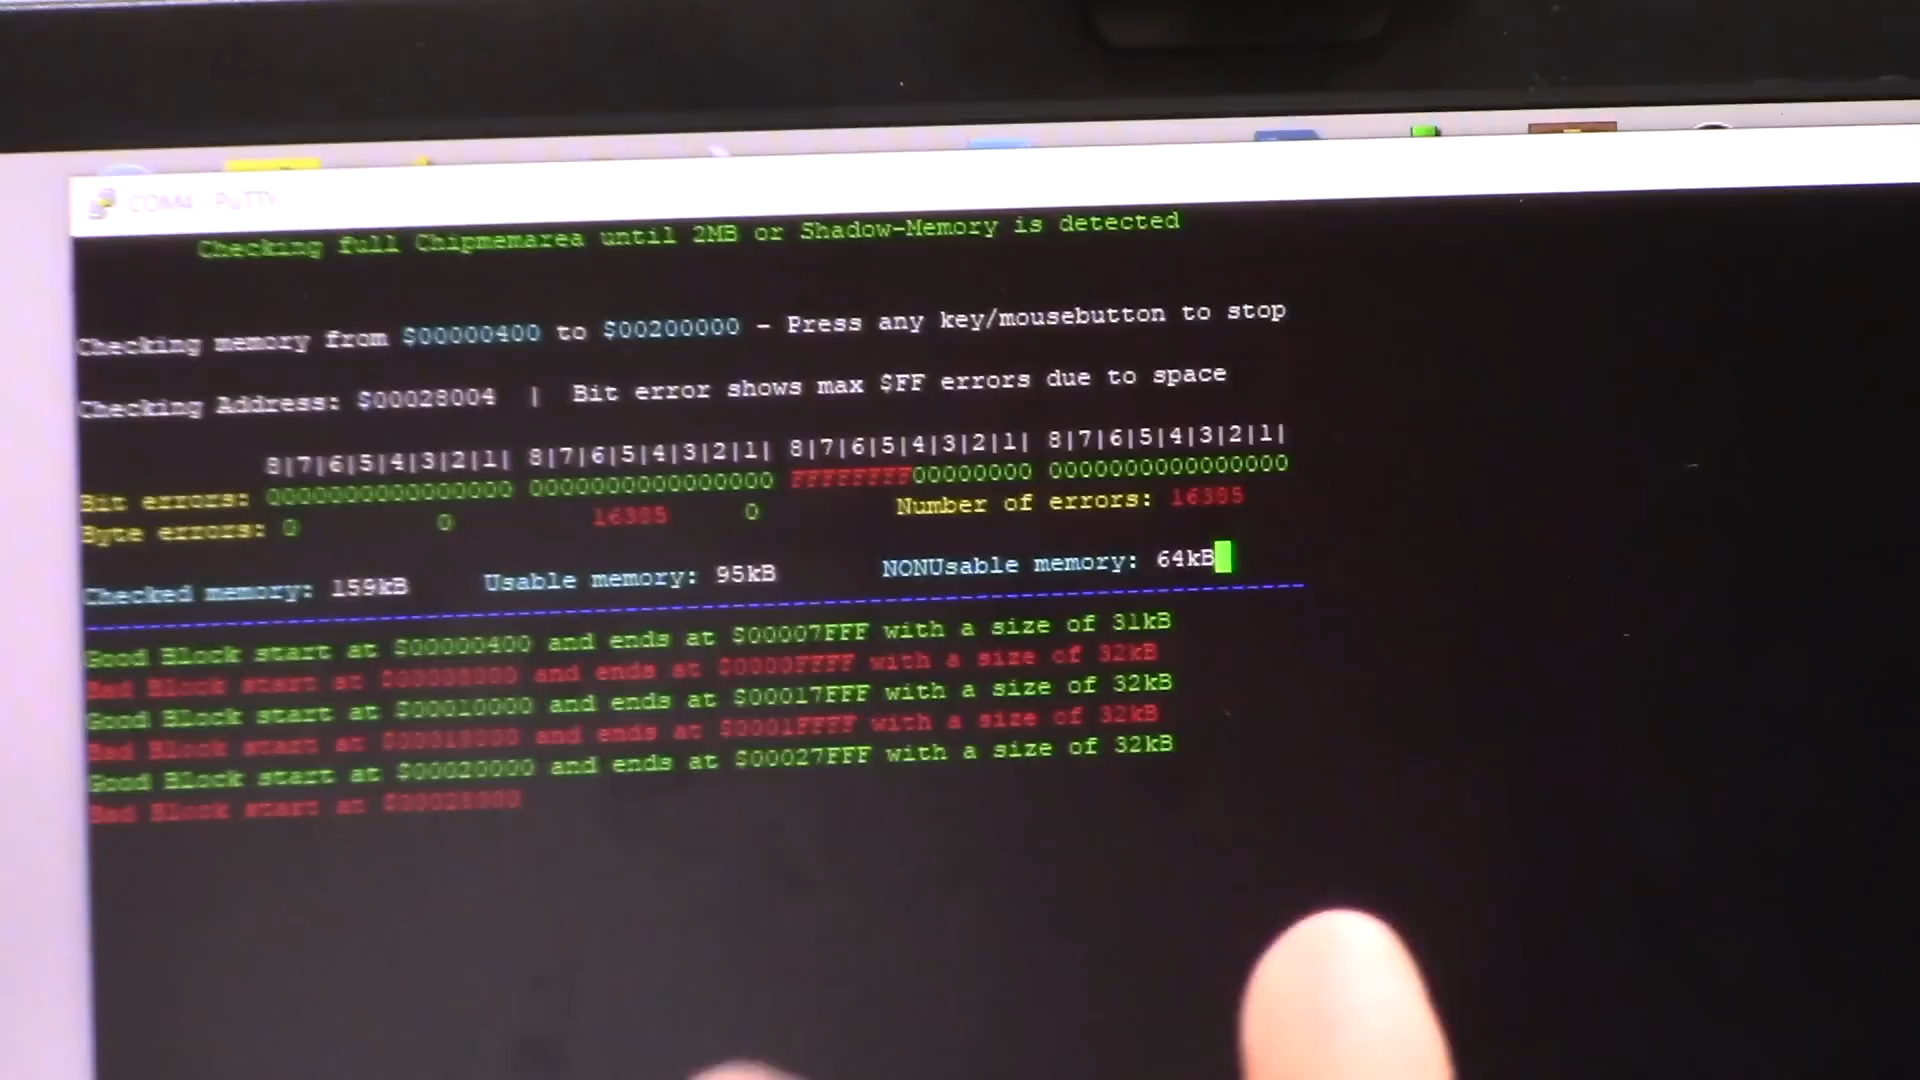 COM4 - PuTTY
Checking full Chipmemarea until 2MB or Shadow-Memory is detected
Checking memory from $00000400 to $00200000 - Press any key/mousebutton to stop
Checking Address: $00028004 | Bit error shows max $FF errors due to space
8|7|6|5|4|3|2|1| 8|7|6|5|4|3|2|1| 8|7|6|5|4|3|2|1| 8|7|6|5|4|3|2|1|
Bit errors: 0000000000000000 0000000000000000 FFFFFFFF00000000 0000000000000000
Byte errors: 0 0 16385 0 Number of errors: 16385
Checked memory: 159kB Usable memory: 95kB NONUsable memory: 64kB
Good Block start at $00000400 and ends at $00007FFF with a size of 31kB
Bad Block start at $00008000 and ends at $0000FFFF with a size of 32kB
Good Block start at $00010000 and ends at $00017FFF with a size of 32kB
Bad Block start at $00018000 and ends at $0001FFFF with a size of 32kB
Good Block start at $00020000 and ends at $00027FFF with a size of 32kB
Bad Block start at $00028000